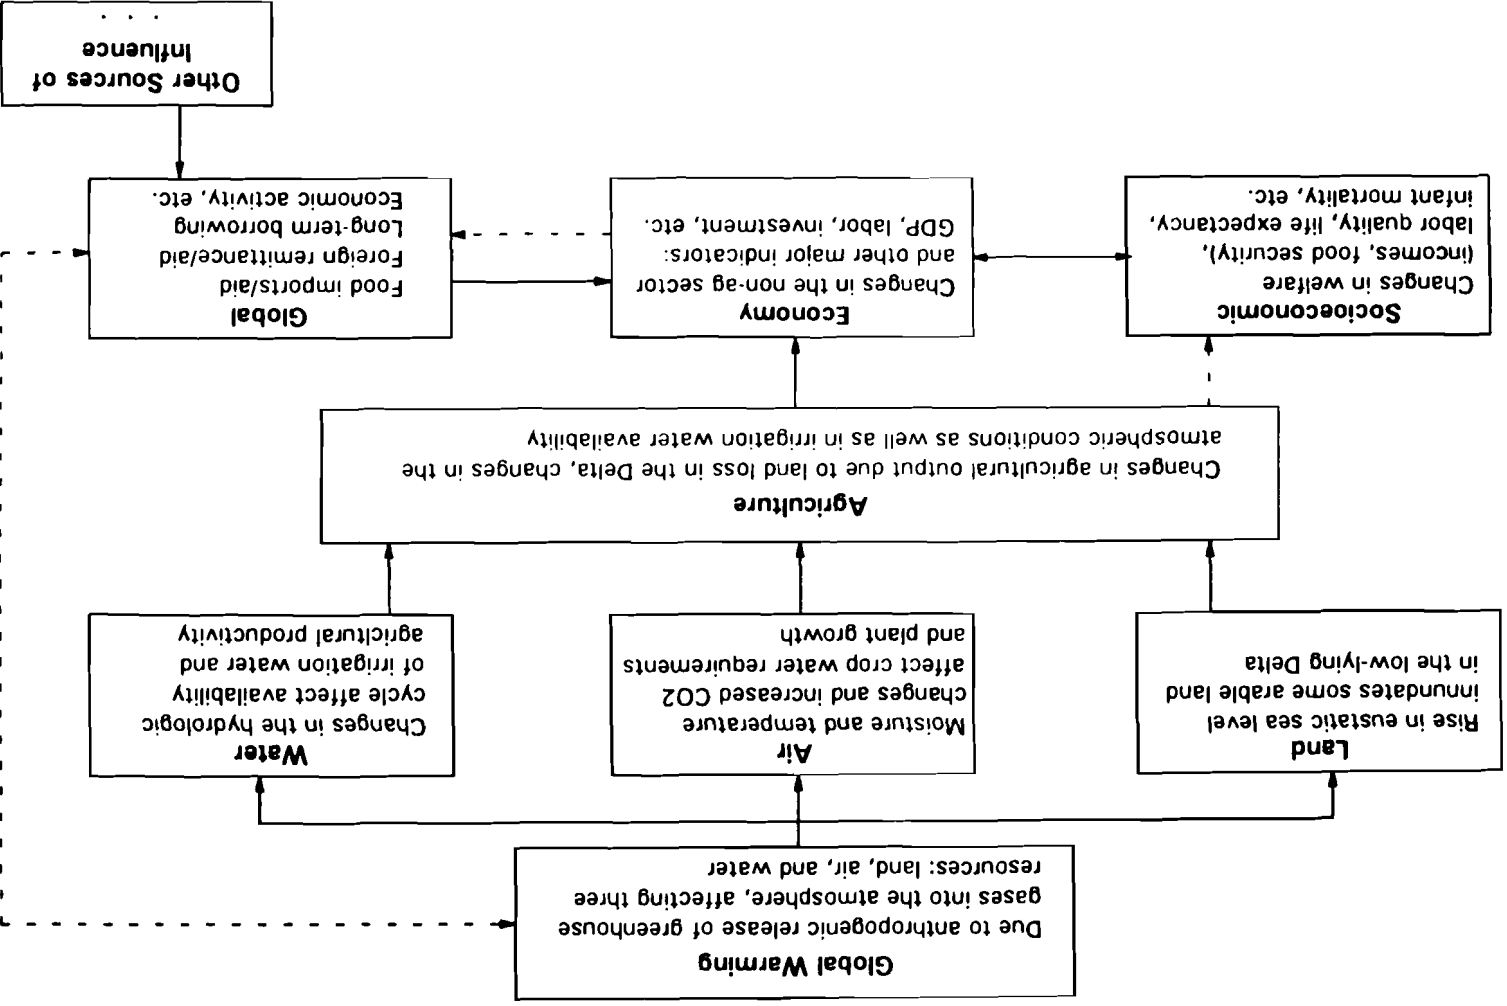 Global Warming
Due to anthropogenic release of greenhouse
gases into the atmosphere, affecting three
resources: land, air, and water
Land
Rise in eustatic sea level
innundates some arable land
in the low-lying Delta
Air
Moisture and temperature
changes and increased CO2
affect crop water requirements
and plant growth
Water
Changes in the hydrologic
cycle affect availability
of irrigation water and
agricltural productivity
Agriculture
Changes in agricultural output due to land loss in the Delta, changes in the
atmospheric conditions as well as in irrigation water availability
Socioeconomic
Changes in welfare
(incomes, food security),
labor quality, life expectancy,
infant mortality, etc.
Economy
Changes in the non-ag sector
and other major indicators:
GDP, labor, investment, etc.
Global
Food imports/aid
Foreign remittance/aid
Long-term borrowing
Economic activity, etc.
Other Sources of
Influence
. . .